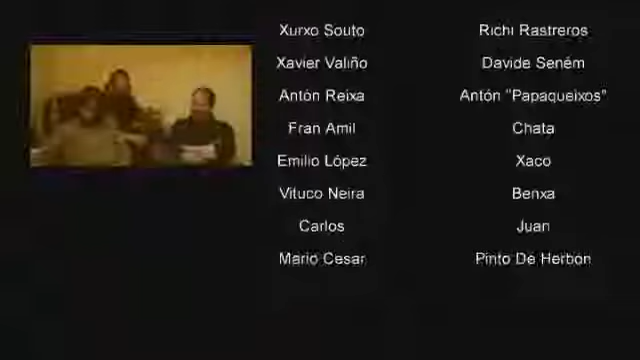 Xurxo Souto
Xavier Valiño
Antón Reixa
Fran Amil
Emilio López
Vituco Neira
Carlos
Mario Cesar
Richi Rastreros
Davide Seném
Antón "Papaqueixos"
Chata
Xaco
Benxa
Juan
Pinto De Herbón